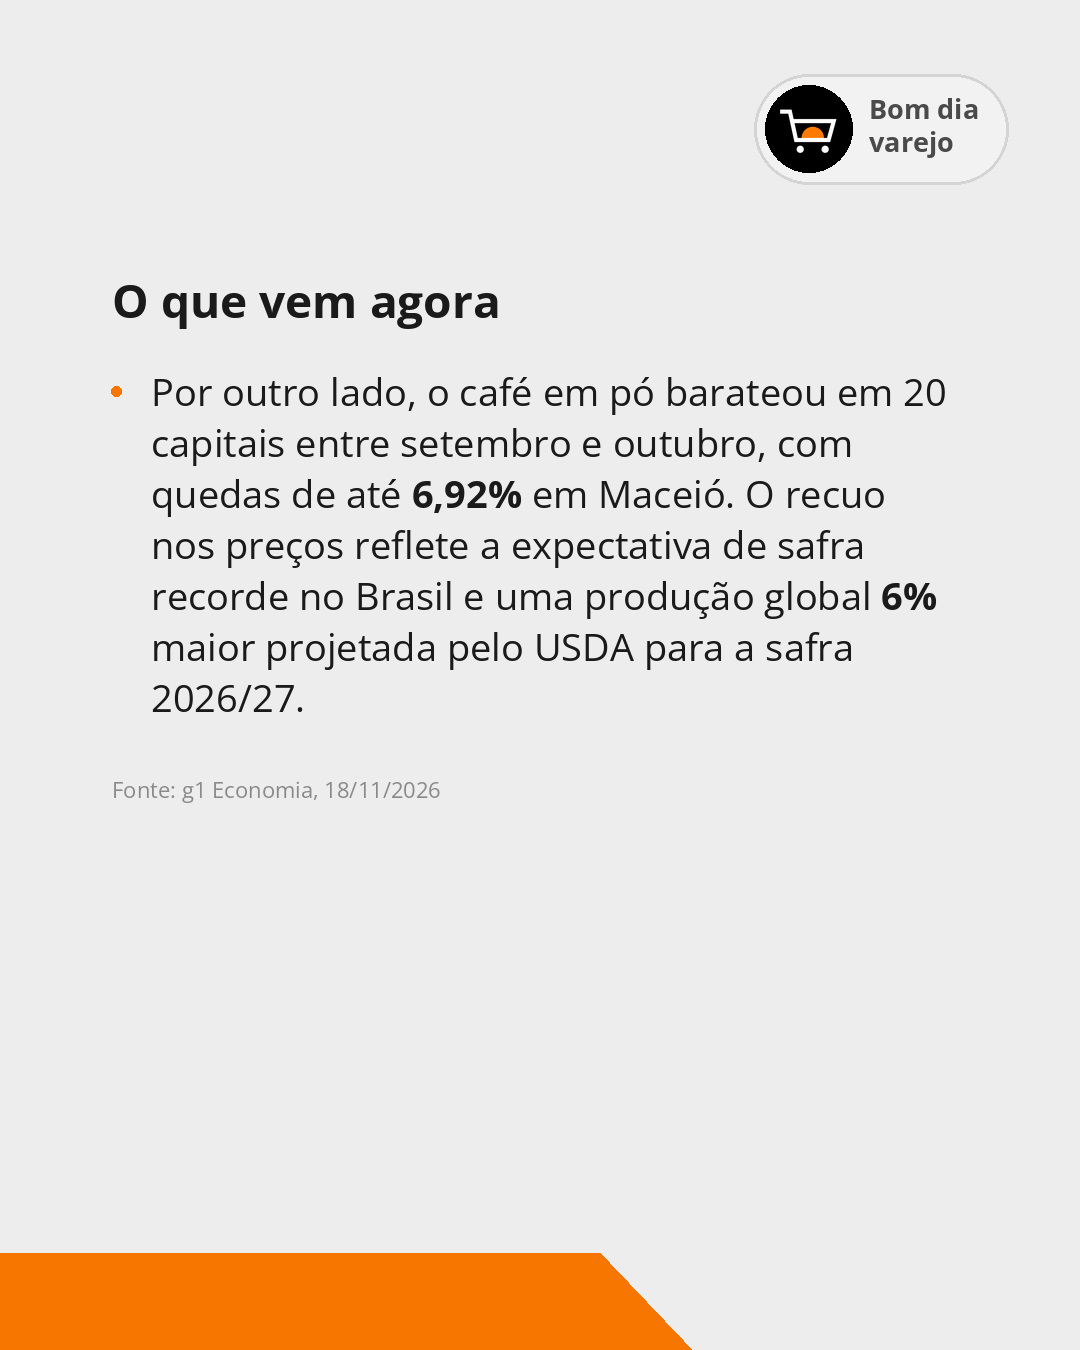 Bom dia
varejo
O que vem agora
Por outro lado, o café em pó barateou em 20
capitais entre setembro e outubro, com
quedas de até 6,92% em Maceió. O recuo
nos preços reflete a expectativa de safra
recorde no Brasil e uma produção global 6%
maior projetada pelo USDA para a safra
2026/27.
Fonte: g1 Economia, 18/11/2026